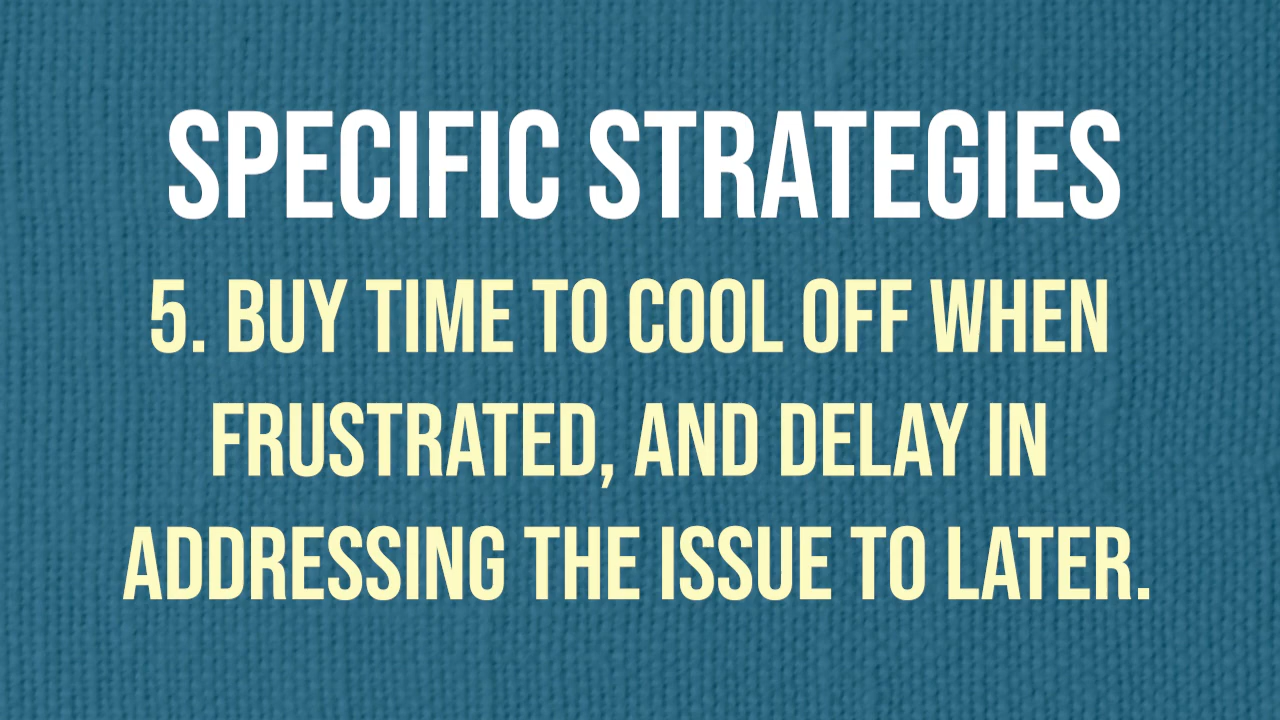 SPECIFIC STRATEGIES
5. BUY TIME TO COOL OFF WHEN
FRUSTRATED, AND DELAY IN
ADDRESSING THE ISSUE TO LATER.